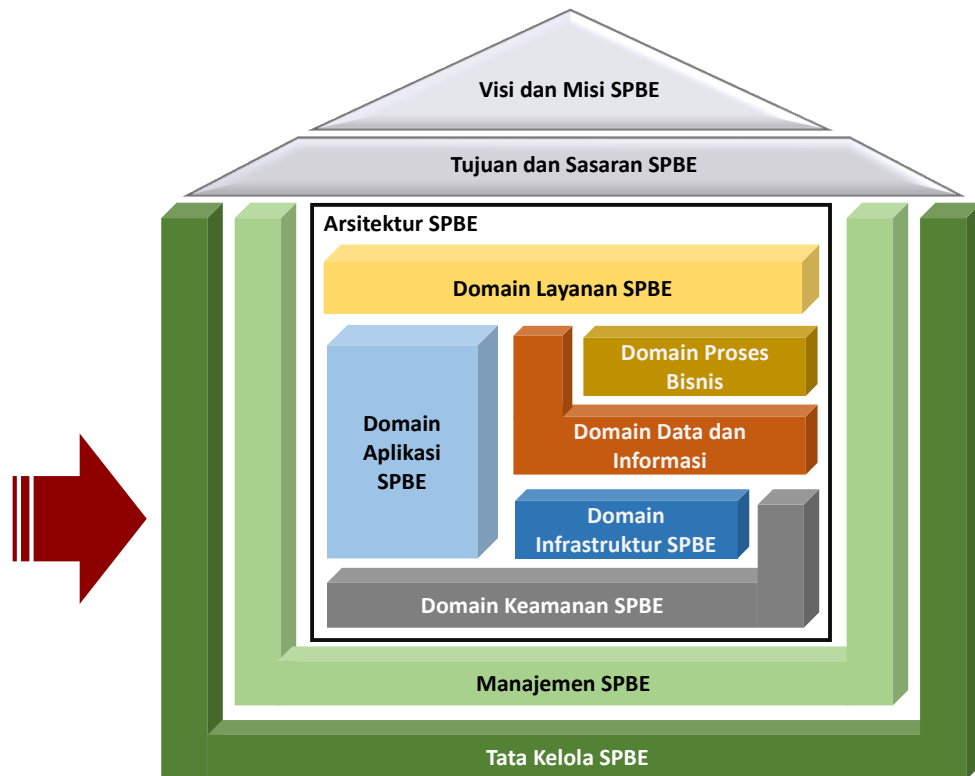 Visi dan Misi SPBE
Tujuan dan Sasaran SPBE
Arsitektur SPBE
Domain Layanan SPBE
Domain Proses
Bisnis
Domain
Aplikasi
SPBE
Domain Data dan
Informasi
Domain
Infrastruktur SPBE
Domain Keamanan SPBE
Manajemen SPBE
Tata Kelola SPBE